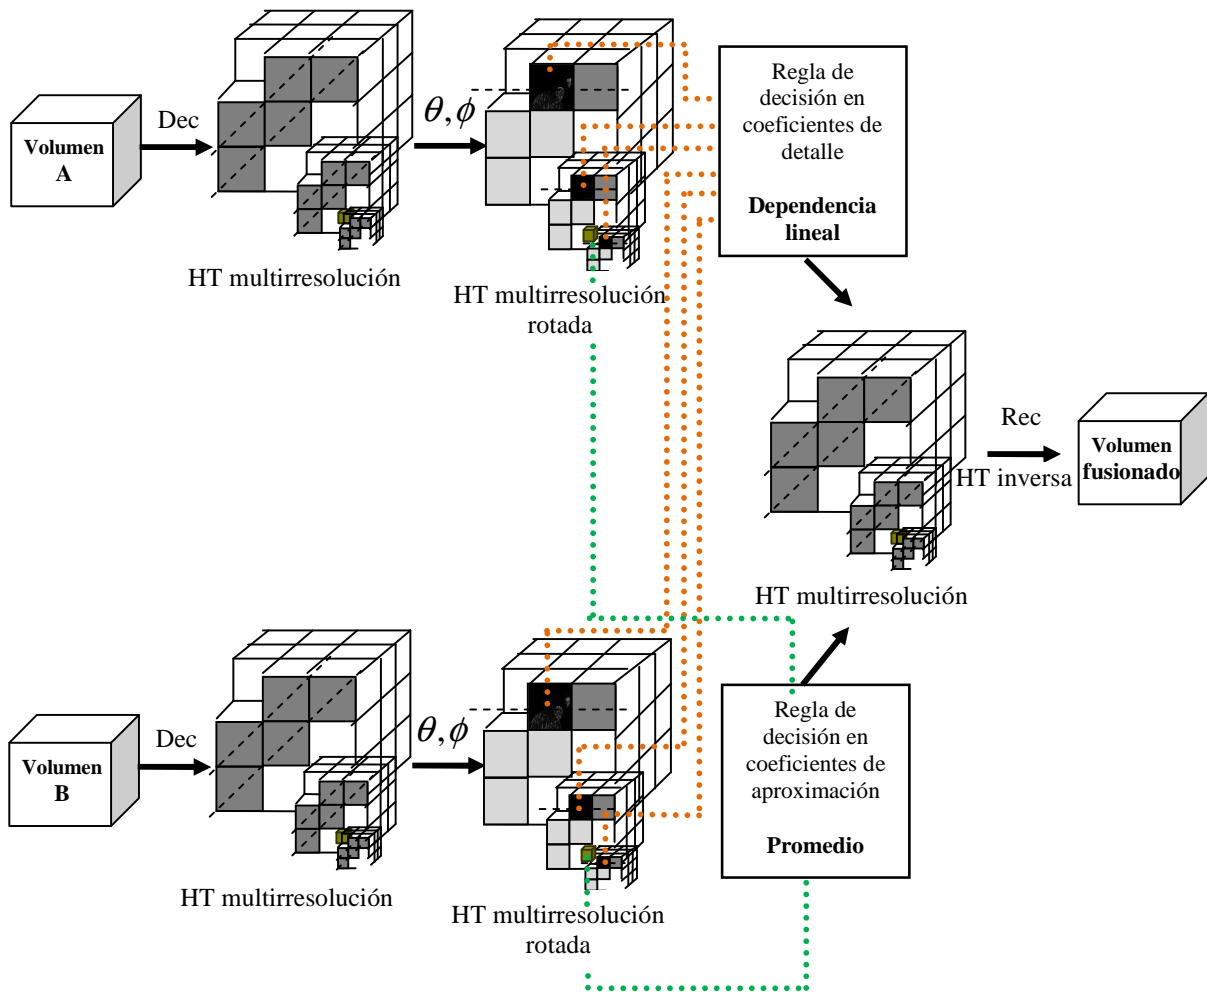 Volumen
A
Dec
HT multirresolución
θ,ϕ
HT multirresolución
rotada
Regla de
decisión en
coeficientes de
detalle
Dependencia
lineal
HT multirresolución
Rec
HT inversa
Volumen
fusionado
Volumen
B
Dec
HT multirresolución
θ,ϕ
HT multirresolución
rotada
Regla de
decisión en
coeficientes de
aproximación
Promedio